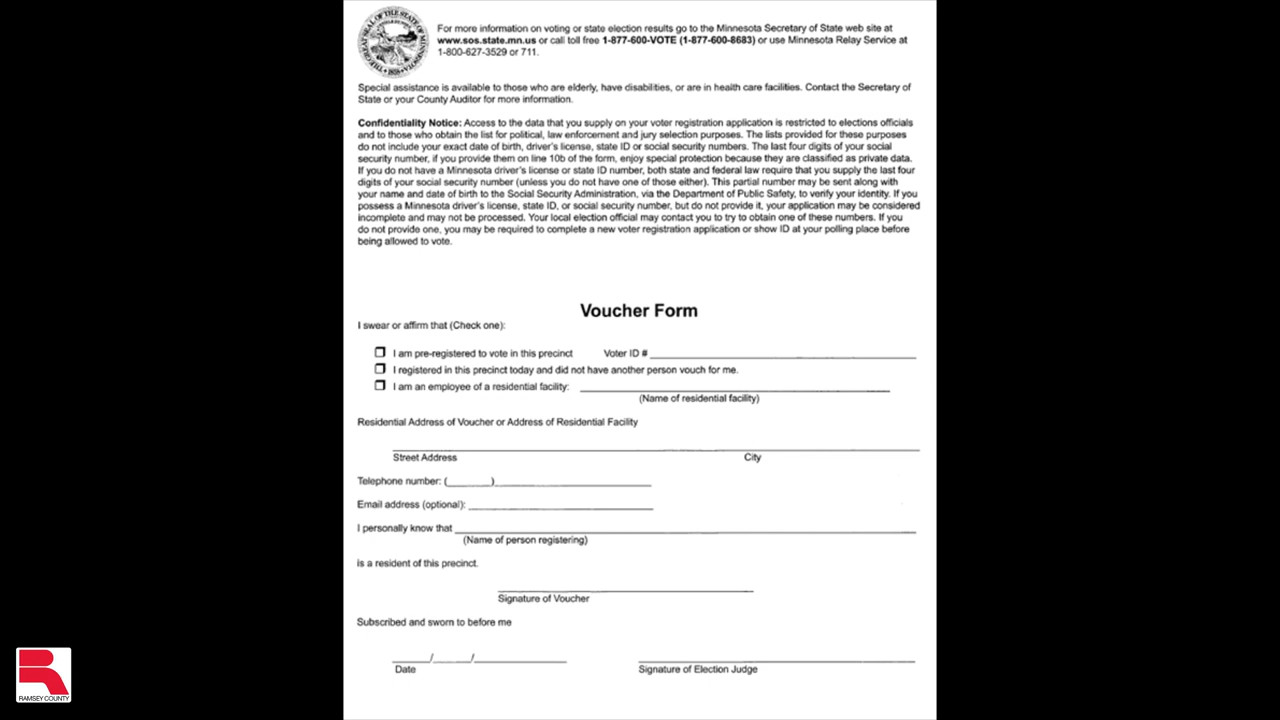 For more information on voting or state election results go to the Minnesota Secretary of State web site at
www.sos.state.mn.us or call toll free 1-877-600-VOTE (1-877-600-8683) or use Minnesota Relay Service at
1-800-627-3529 or 711.
Special assistance is available to those who are elderly, have disabilities, or are in health care facilities. Contact the Secretary of
State or your County Auditor for more information.
Confidentiality Notice: Access to the data that you supply on your voter registration application is restricted to elections officials
and to those who obtain the list for political, law enforcement and jury selection purposes. The lists provided for these purposes
do not include your exact date of birth, driver's license, state ID or social security numbers. The last four digits of your social
security number, if you provide them on line 10b of the form, enjoy special protection because they are classified as private data.
If you do not have a Minnesota driver's license or state ID number, both state and federal law require that you supply the last four
digits of your social security number (unless you do not have one of those either). This partial number may be sent along with
your name and date of birth to the Social Security Administration, via the Department of Public Safety, to verify your identity. If you
possess a Minnesota driver's license, state ID, or social security number, but do not provide it, your application may be considered
incomplete and may not be processed. Your local election official may contact you to try to obtain one of these numbers. If you
do not provide one, you may be required to complete a new voter registration application or show ID at your polling place before
being allowed to vote.
Voucher Form
I swear or affirm that (Check one):
I am pre-registered to vote in this precinct Voter ID #
I registered in this precinct today and did not have another person vouch for me.
I am an employee of a residential facility:
(Name of residential facility)
Residential Address of Voucher or Address of Residential Facility
Street Address City
Telephone number: ( )
Email address (optional):
I personally know that
(Name of person registering)
is a resident of this precinct.
Signature of Voucher
Subscribed and sworn to before me
/ /
Date Signature of Election Judge
RAMSEY COUNTY